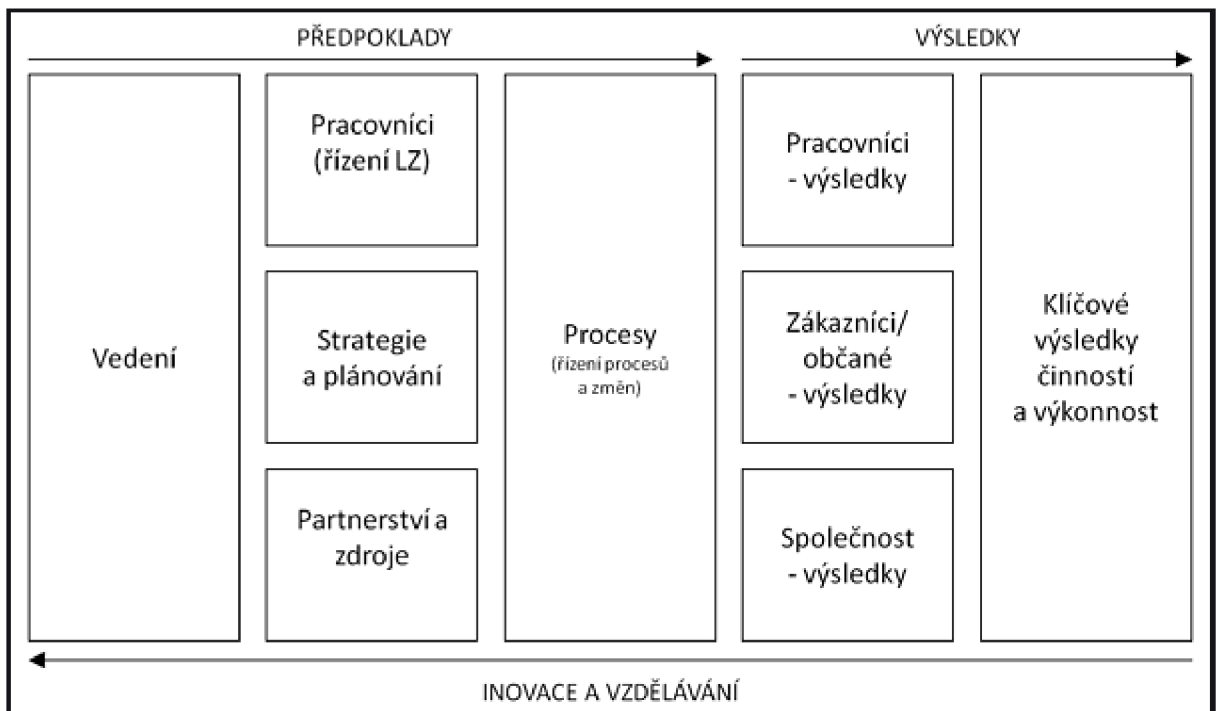 PŘEDPOKLADY
VÝSLEDKY
Vedení
Pracovníci
(řízení LZ)
Strategie
a plánování
Partnerství a
zdroje
Procesy
(řízení procesů
a změn)
Pracovníci
- výsledky
Zákazníci/
občané
- výsledky
Společnost
- výsledky
Klíčové
výsledky
činností
a výkonnost
INOVACE A VZDĚLÁVÁNÍ